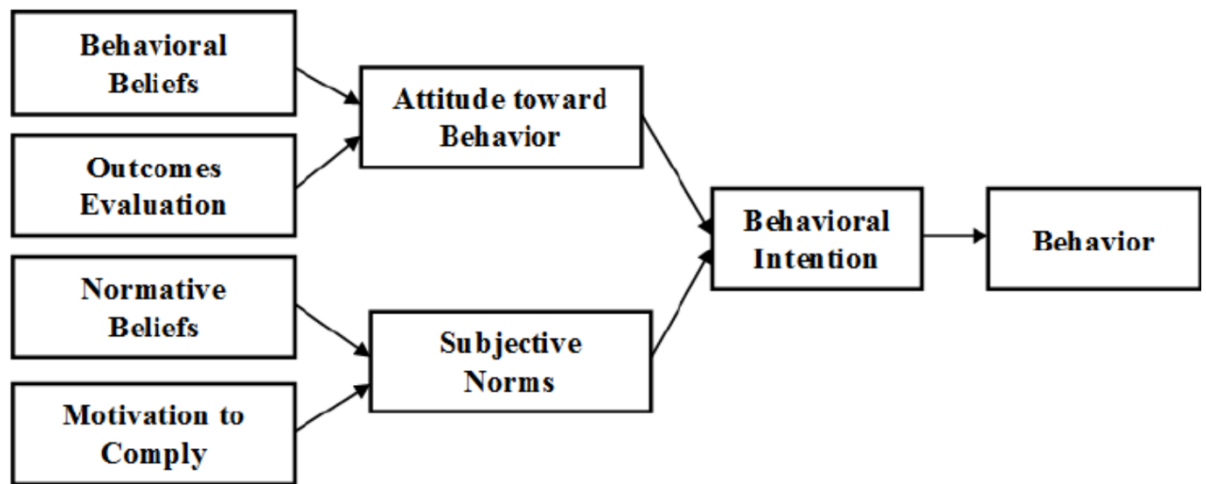 Behavioral
Beliefs
Attitude toward
Behavior
Outcomes
Evaluation
Behavioral
Intention
Behavior
Normative
Beliefs
Subjective
Norms
Motivation to
Comply